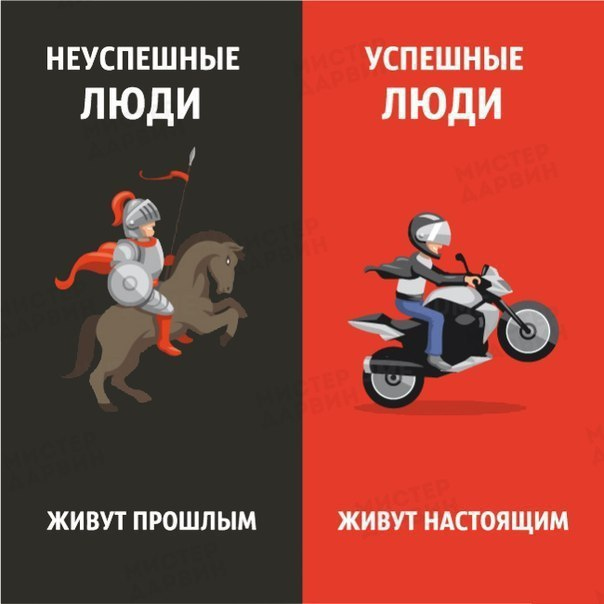 НЕУСПЕШНЫЕ
ЛЮДИ
ЖИВУТ ПРОШЛЫМ
УСПЕШНЫЕ
ЛЮДИ
ЖИВУТ НАСТОЯЩИМ
МИСТЕР
ДАРВИН